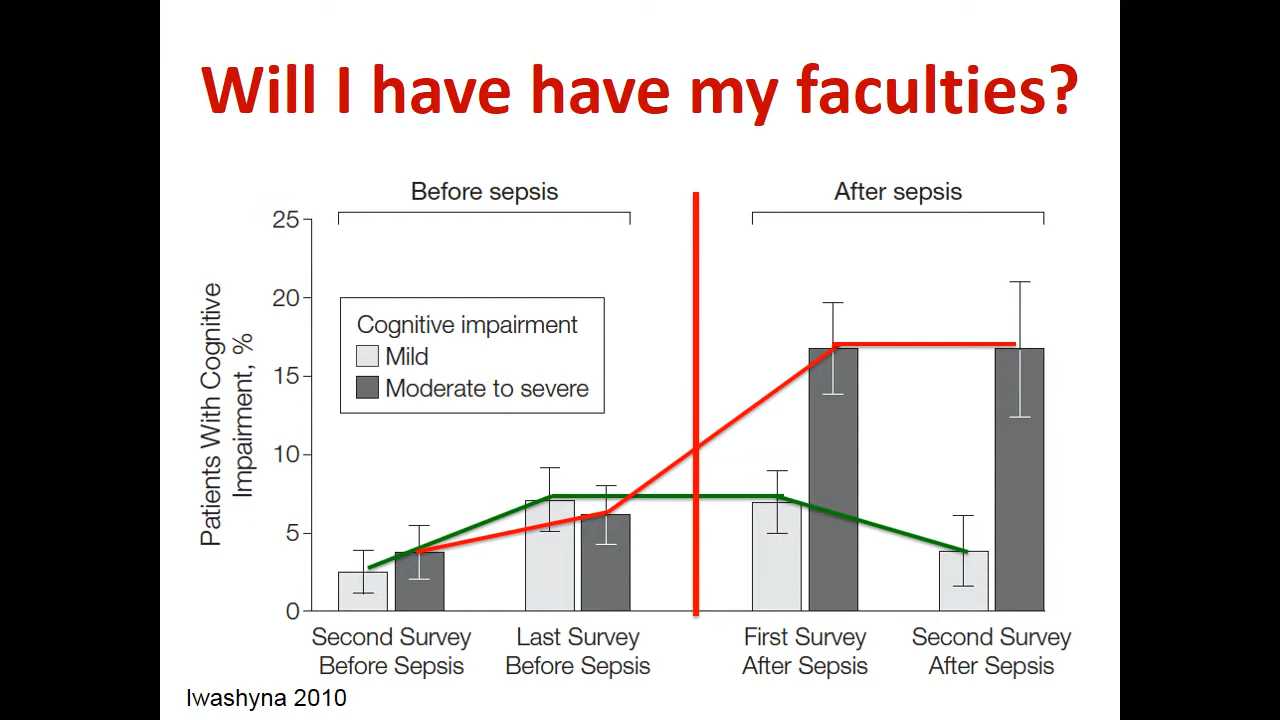 Will I have have my faculties?
Before sepsis
After sepsis
25
20
15
10
5
0
Patients With Cognitive
Impairment, %
Cognitive impairment
Mild
Moderate to severe
Second Survey
Before Sepsis
Last Survey
Before Sepsis
First Survey
After Sepsis
Second Survey
After Sepsis
Iwashyna 2010